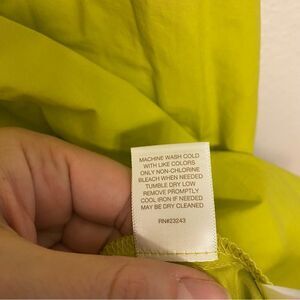 MACHINE WASH COLD
WITH LIKE COLORS
ONLY NON-CHLORINE
BLEACH WHEN NEEDED
TUMBLE DRY LOW
REMOVE PROMPTLY
COOL IRON IF NEEDED
MAY BE DRY CLEANED
RN#23243